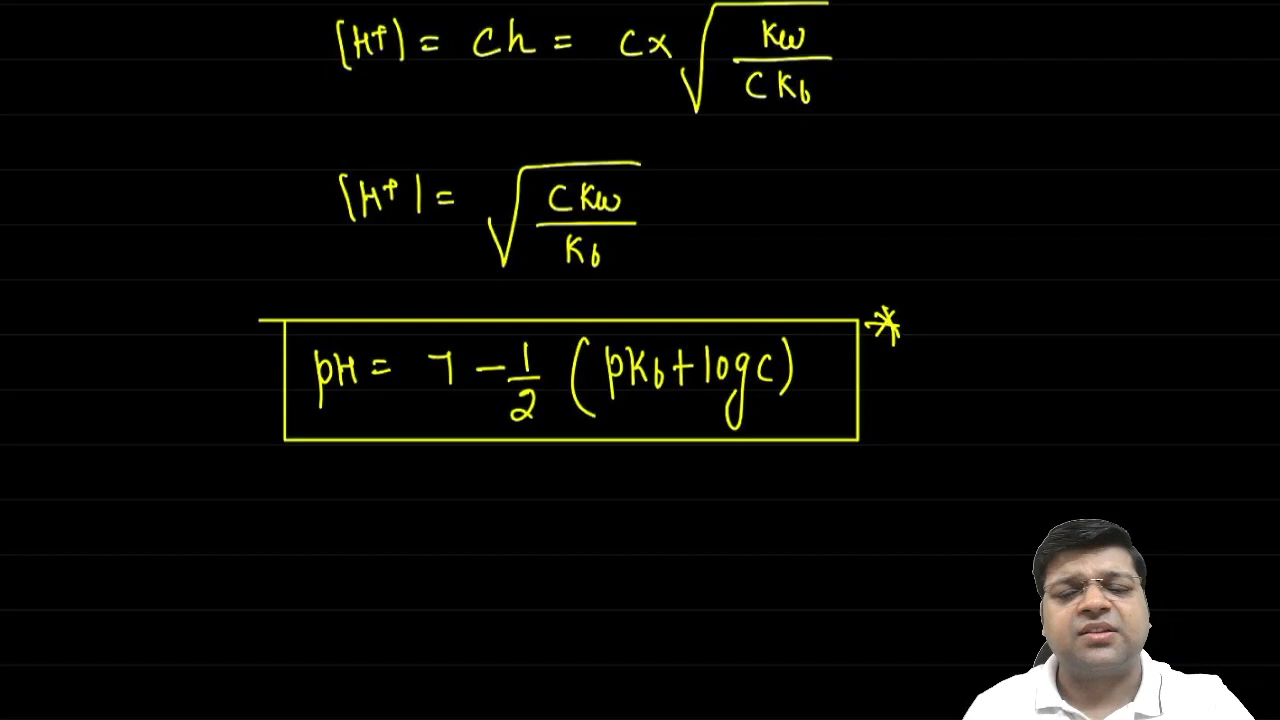 [H+] = Ch = C x √(Kw / CKb)
[H+] = √(CKw / Kb)
pH = 7 - 1/2 (pKb + log C) *